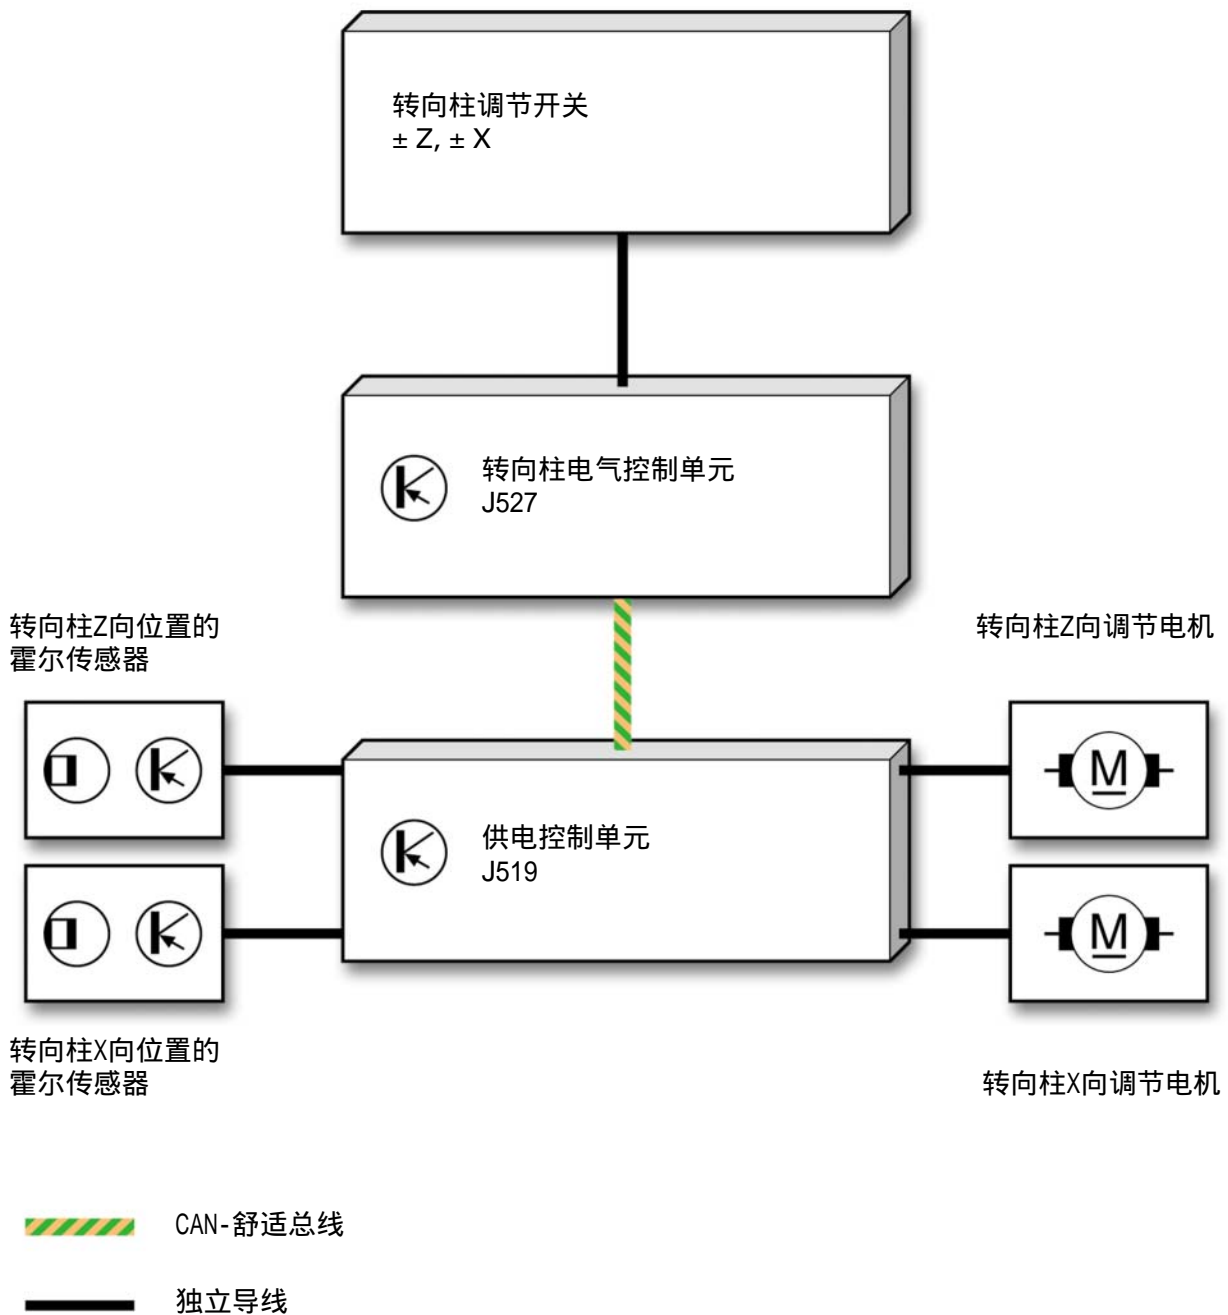 转向柱调节开关
± Z, ± X
转向柱电气控制单元
J527
转向柱Z向位置的
霍尔传感器
转向柱Z向调节电机
M
供电控制单元
J519
M
转向柱X向位置的
霍尔传感器
转向柱X向调节电机
CAN-舒适总线
独立导线